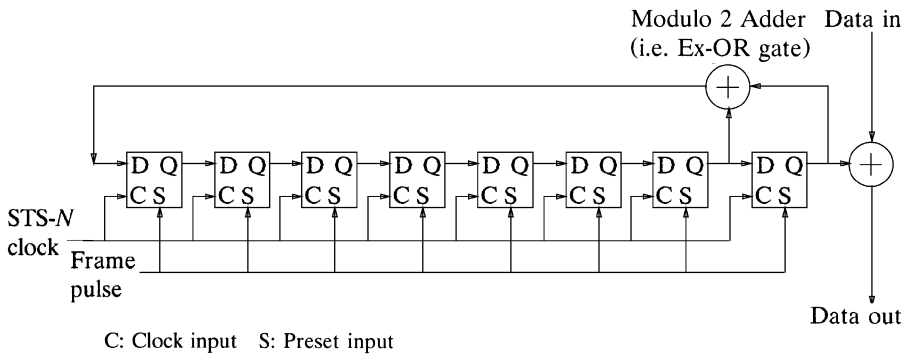 Modulo 2 Adder
(i.e. Ex-OR gate)
Data in
D Q D Q D Q D Q D Q D Q D Q D Q
C S C S C S C S C S C S C S C S
STS-N
clock
Frame
pulse
Data out
C: Clock input S: Preset input